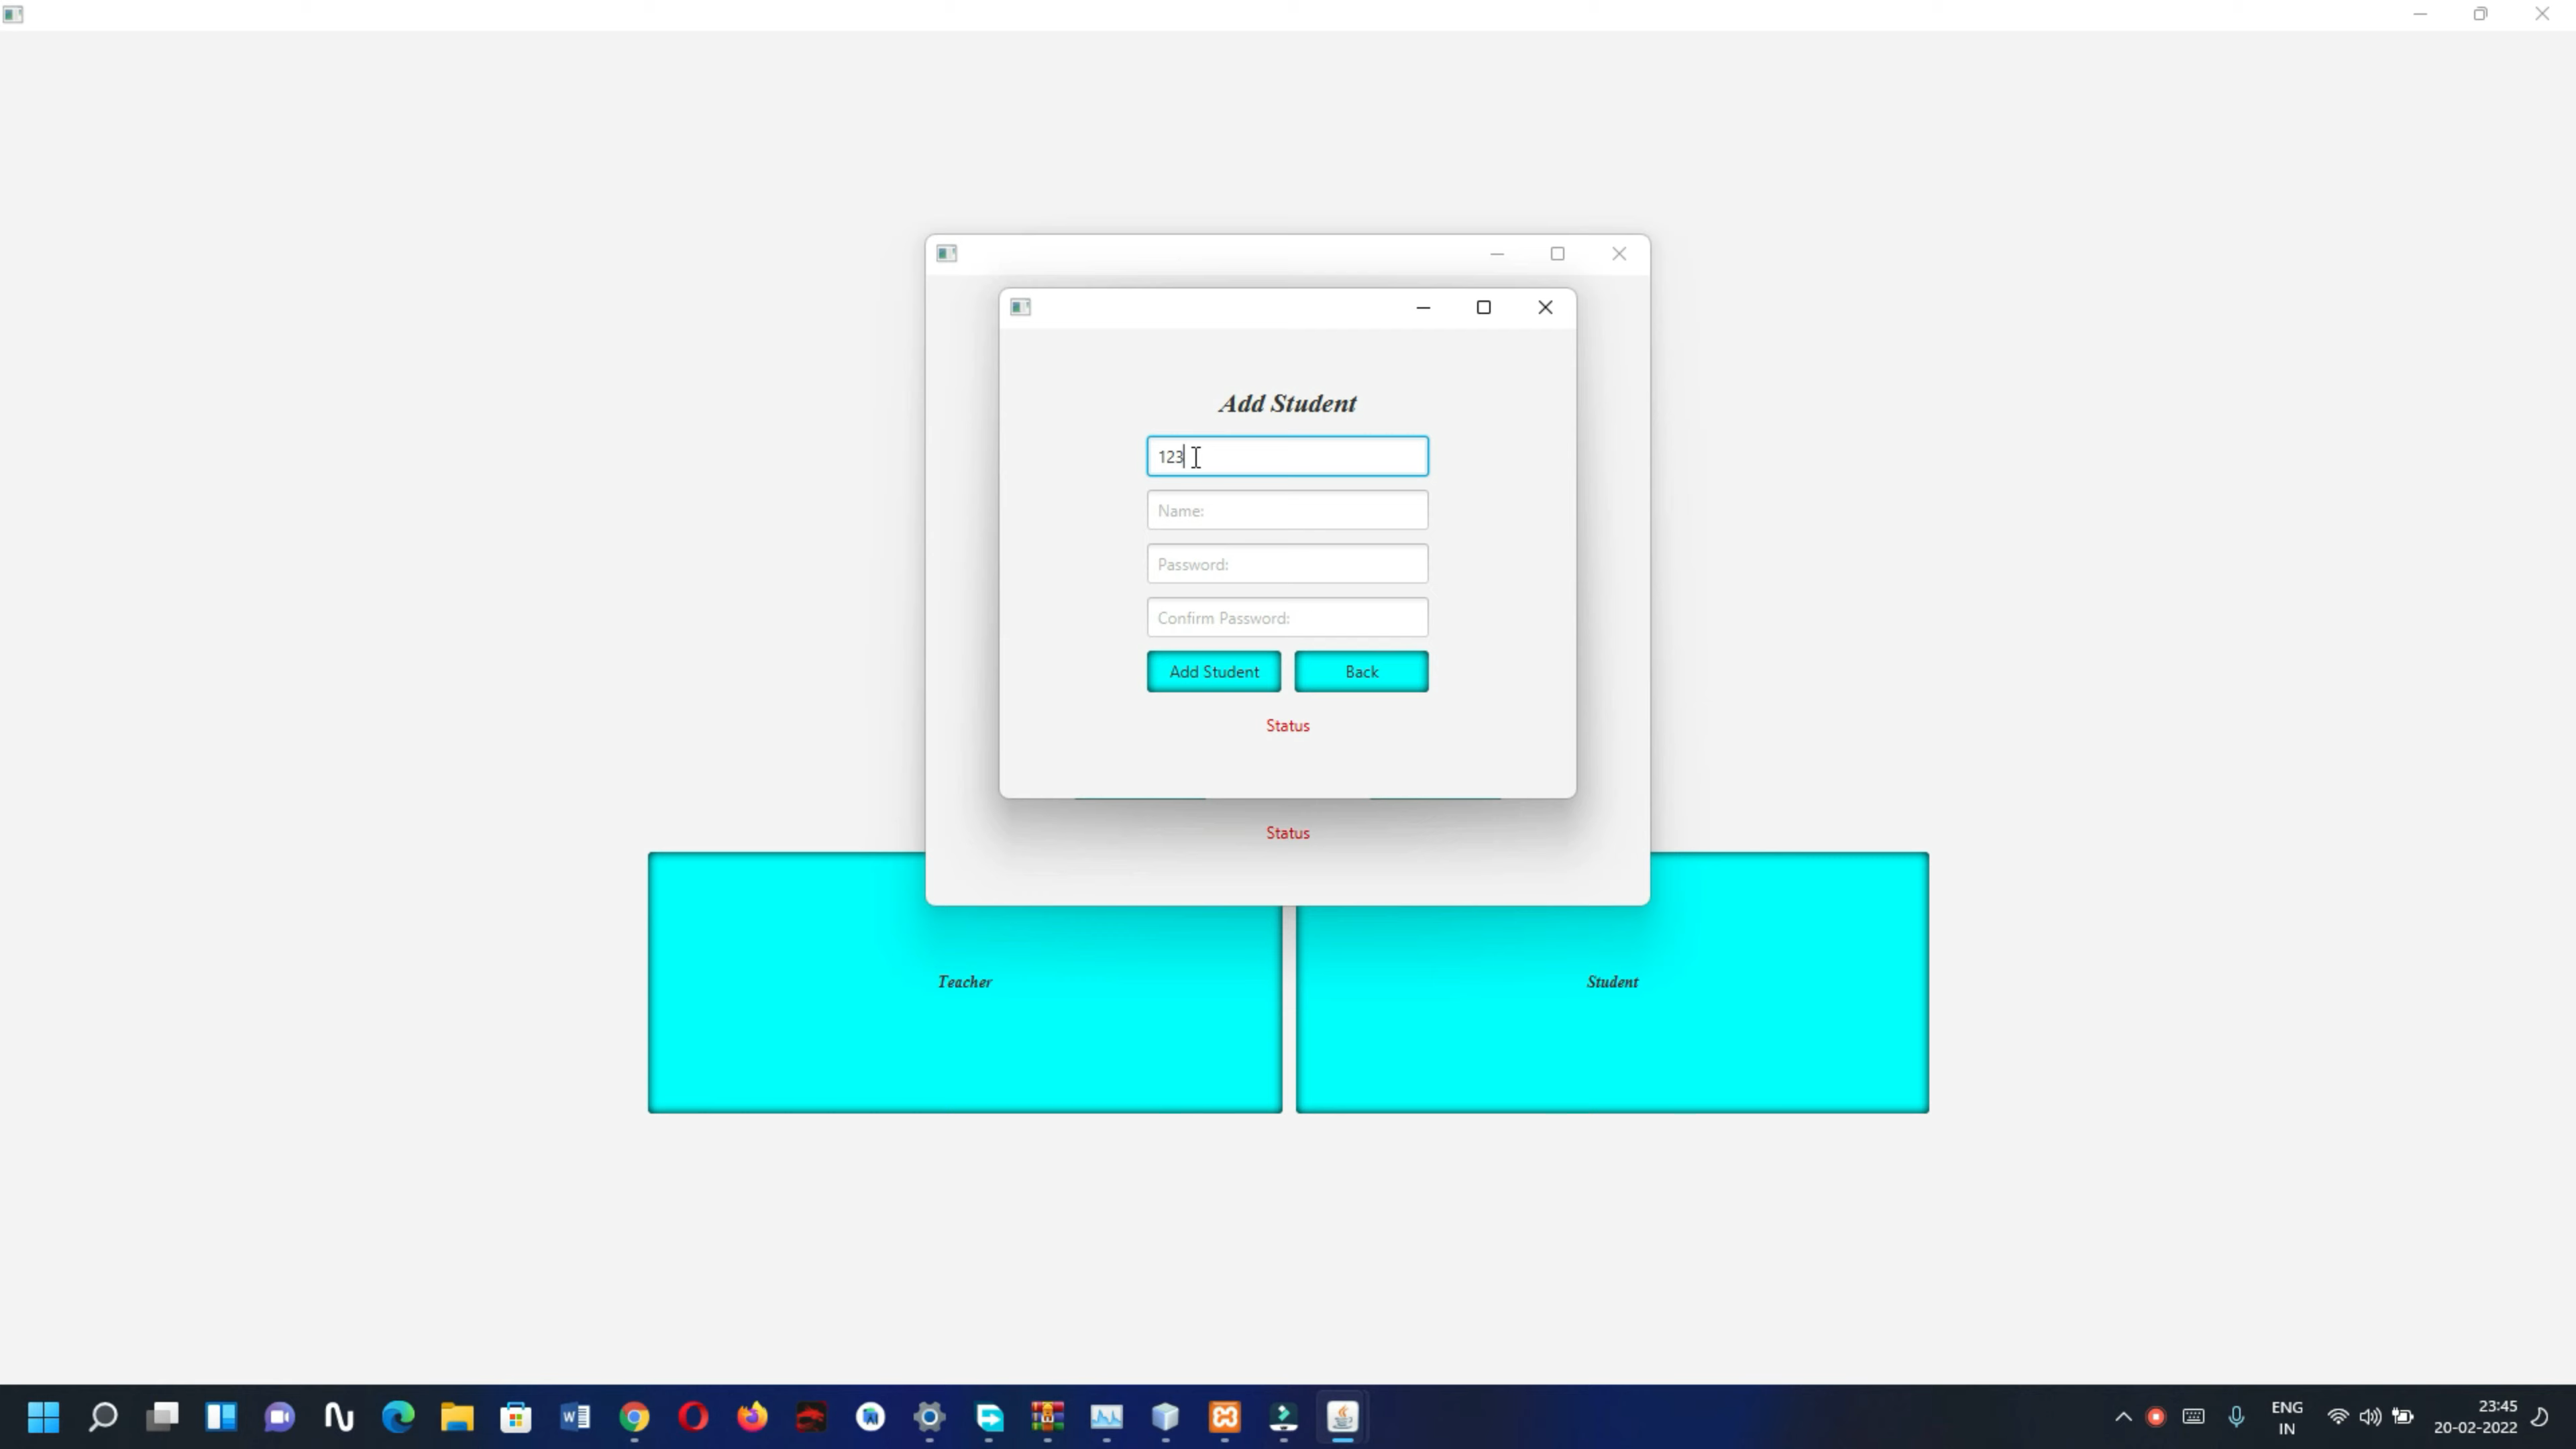 Add Student
123
Name:
Password:
Confirm Password:
Add Student
Back
Status
Status
Teacher
Student
ENG
IN
23:45
20-02-2022